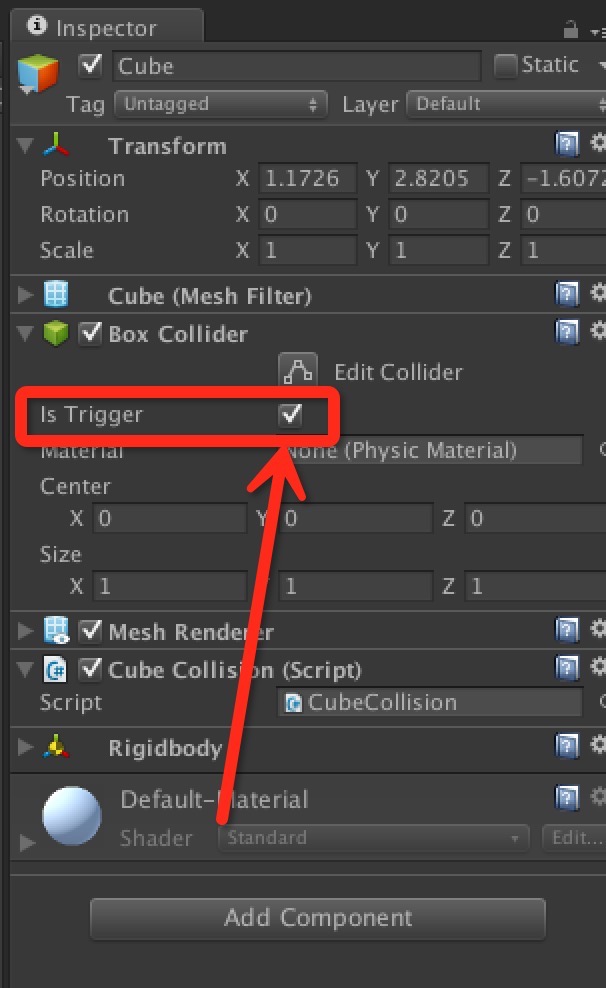 Inspector
Cube Static
Tag Untagged Layer Default
Transform
Position X 1.1726 Y 2.8205 Z -1.6072
Rotation X 0 Y 0 Z 0
Scale X 1 Y 1 Z 1
Cube (Mesh Filter)
Box Collider
Edit Collider
Is Trigger
Material None (Physic Material)
Center
X 0 Y 0 Z 0
Size
X 1 Y 1 Z 1
Mesh Renderer
Cube Collision (Script)
Script CubeCollision
Rigidbody
Default-Material
Shader Standard Edit...
Add Component